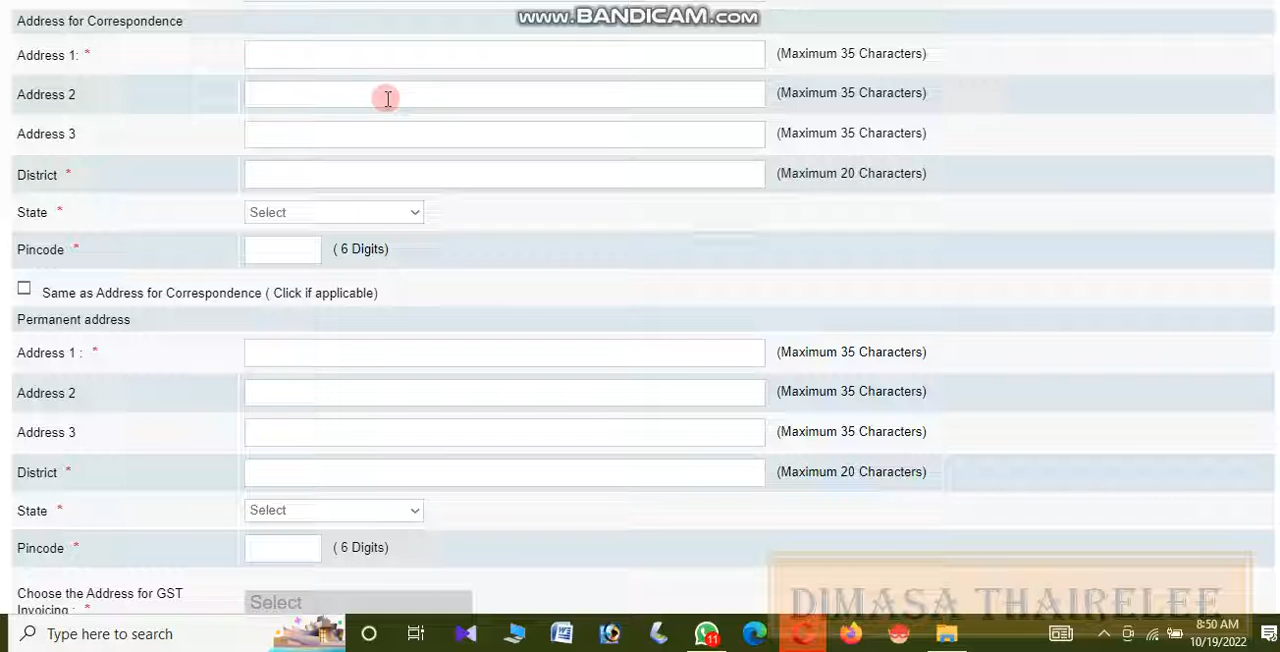 www.BANDICAM.com
Address for Correspondence
Address 1: * (Maximum 35 Characters)
Address 2 (Maximum 35 Characters)
Address 3 (Maximum 35 Characters)
District * (Maximum 20 Characters)
State * Select
Pincode * ( 6 Digits)
Same as Address for Correspondence ( Click if applicable)
Permanent address
Address 1 : * (Maximum 35 Characters)
Address 2 (Maximum 35 Characters)
Address 3 (Maximum 35 Characters)
District * (Maximum 20 Characters)
State * Select
Pincode * ( 6 Digits)
Choose the Address for GST
Invoicing : * Select
DIMASA THAIRELEE
Type here to search
11
8:50 AM
10/19/2022